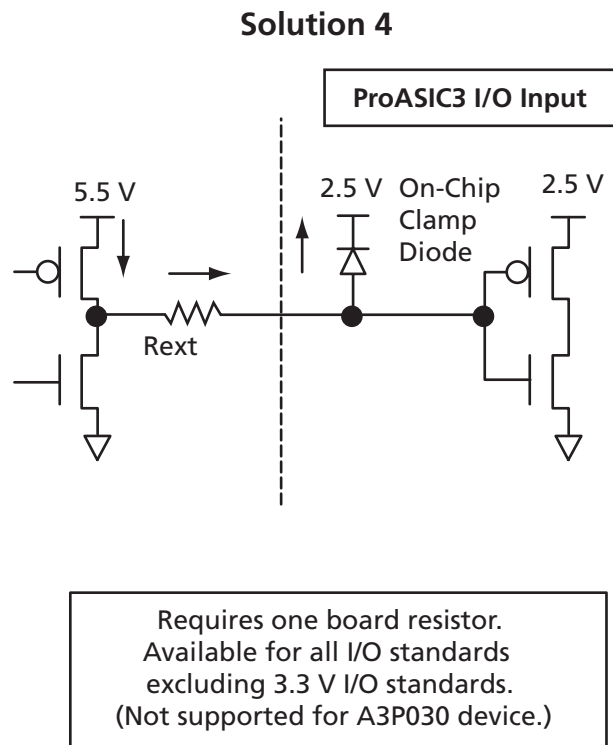 Solution 4
ProASIC3 I/O Input
5.5 V
2.5 V
On-Chip
Clamp
Diode
2.5 V
Rext
Requires one board resistor.
Available for all I/O standards
excluding 3.3 V I/O standards.
(Not supported for A3P030 device.)